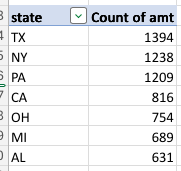 state Count of amt
TX 1394
NY 1238
PA 1209
CA 816
OH 754
MI 689
AL 631